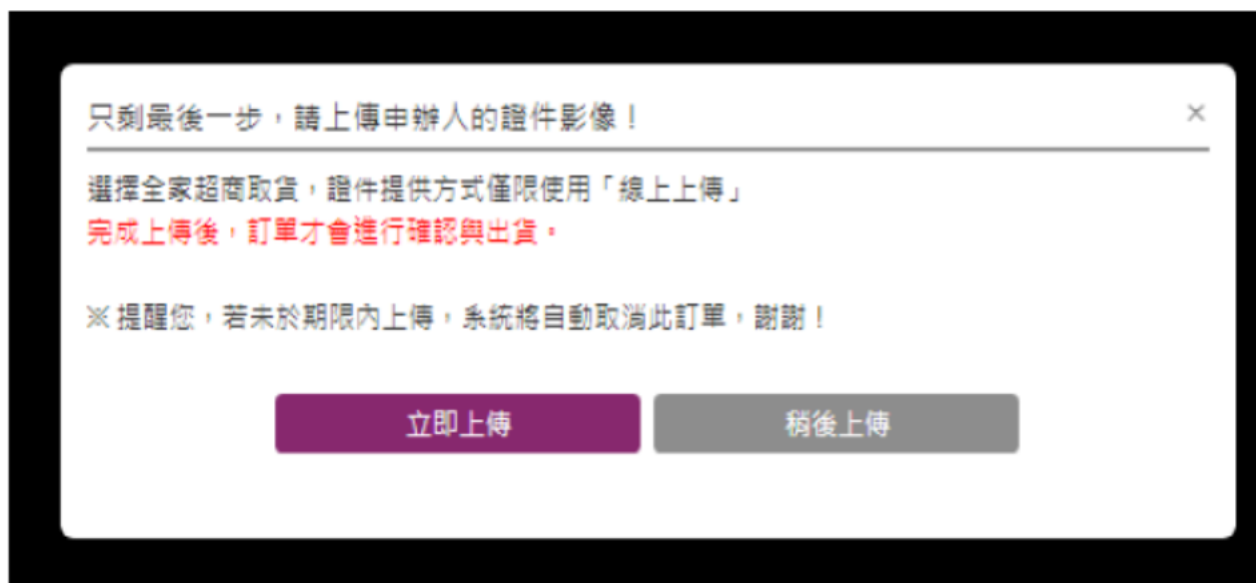 只剩最後一步，請上傳申辦人的證件影像！
×
選擇全家超商取貨，證件提供方式僅限使用「線上上傳」
完成上傳後，訂單才會進行確認與出貨。
※ 提醒您，若未於期限內上傳，系統將自動取消此訂單，謝謝！
立即上傳
稍後上傳